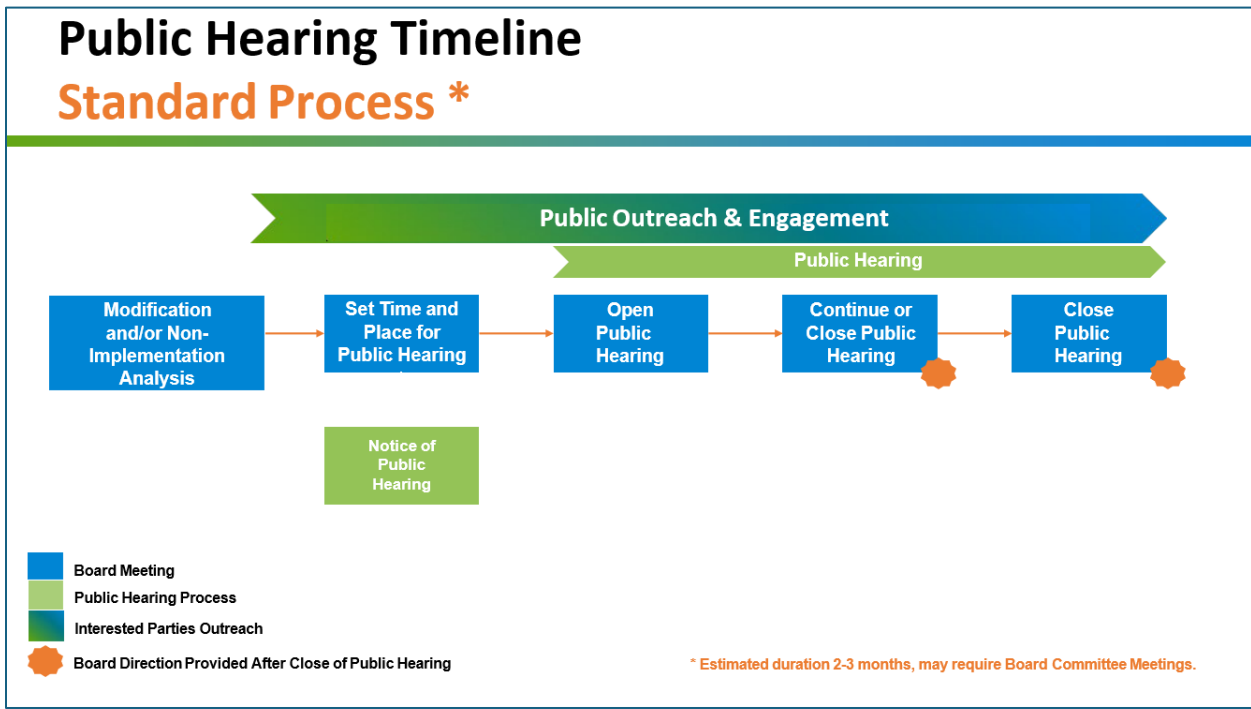 Public Hearing Timeline
Standard Process *
Public Outreach & Engagement
Public Hearing
Modification
and/or Non-
Implementation
Analysis
Set Time and
Place for
Public Hearing
Open
Public
Hearing
Continue or
Close Public
Hearing
Close
Public
Hearing
Notice of
Public
Hearing
Board Meeting
Public Hearing Process
Interested Parties Outreach
Board Direction Provided After Close of Public Hearing
* Estimated duration 2-3 months, may require Board Committee Meetings.